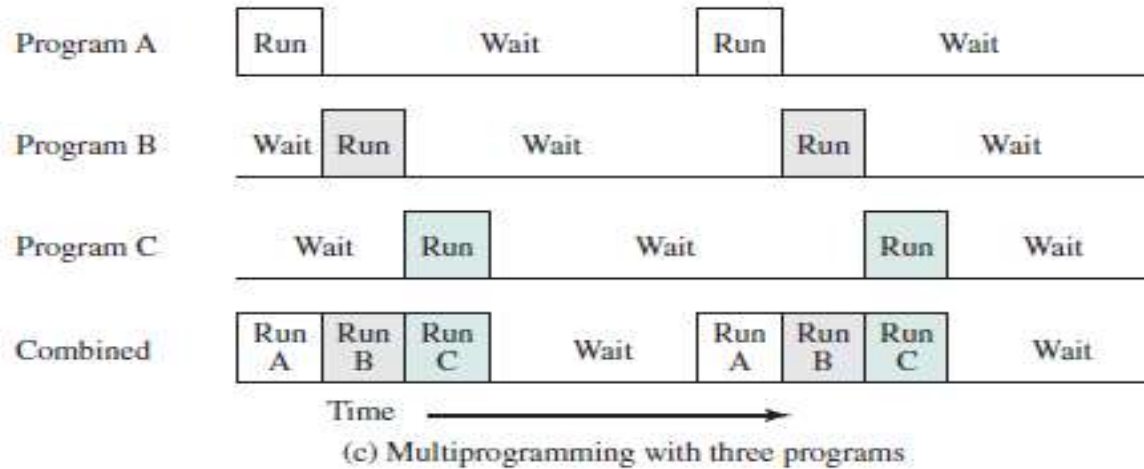 Program A Run Wait Run Wait
Program B Wait Run Wait Run Wait
Program C Wait Run Wait Run Wait
Combined Run A Run B Run C Wait Run A Run B Run C Wait
Time
(c) Multiprogramming with three programs